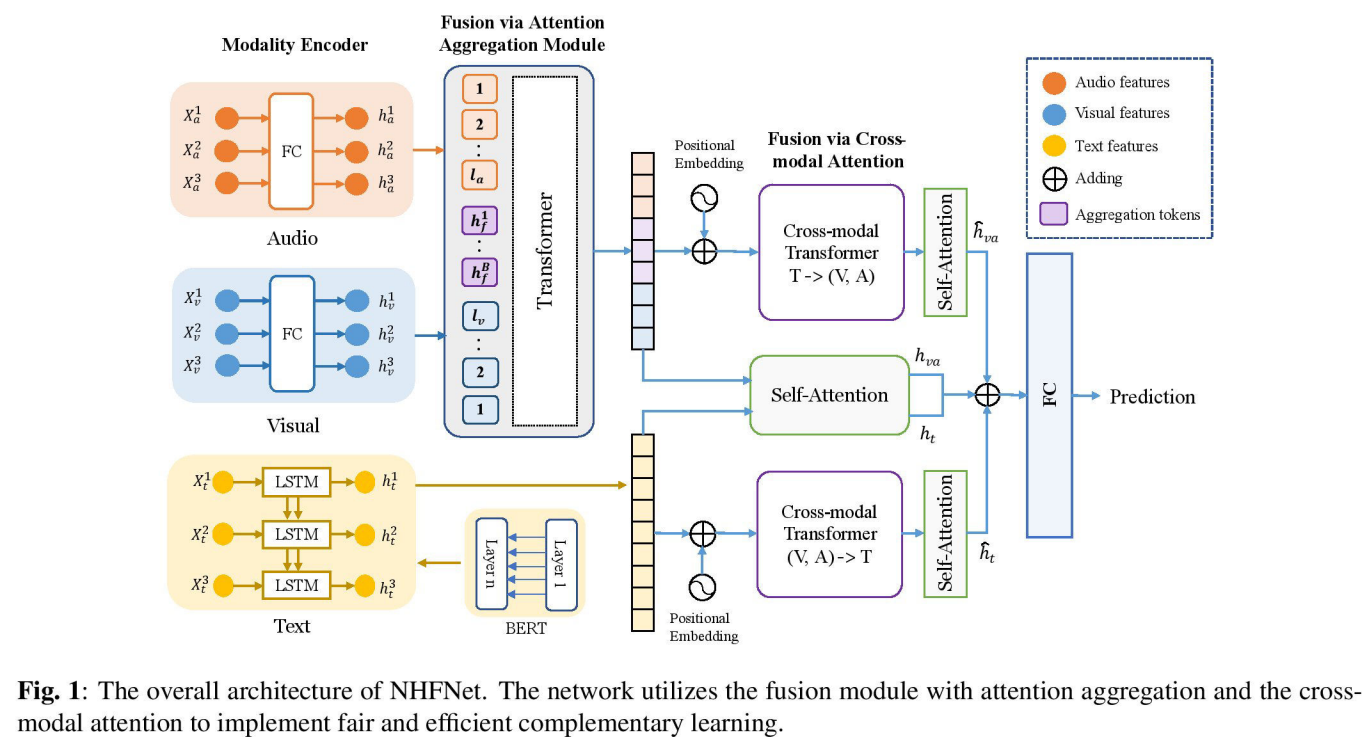 Modality Encoder
Fusion via Attention
Aggregation Module
X_a^1
X_a^2
X_a^3
FC
h_a^1
h_a^2
h_a^3
Audio
X_v^1
X_v^2
X_v^3
FC
h_v^1
h_v^2
h_v^3
Visual
X_t^1
X_t^2
X_t^3
LSTM
LSTM
LSTM
h_t^1
h_t^2
h_t^3
Text
Layer n
Layer 1
BERT
1
2
l_a
h_f^1
h_f^B
l_v
2
1
Transformer
Positional
Embedding
Fusion via Cross-
modal Attention
Cross-modal
Transformer
T -> (V, A)
Self-Attention
ĥ_va
Self-Attention
h_va
h_t
Cross-modal
Transformer
(V, A) -> T
Self-Attention
ĥ_t
Positional
Embedding
FC
Prediction
Audio features
Visual features
Text features
Adding
Aggregation tokens
Fig. 1: The overall architecture of NHFNet. The network utilizes the fusion module with attention aggregation and the cross-
modal attention to implement fair and efficient complementary learning.